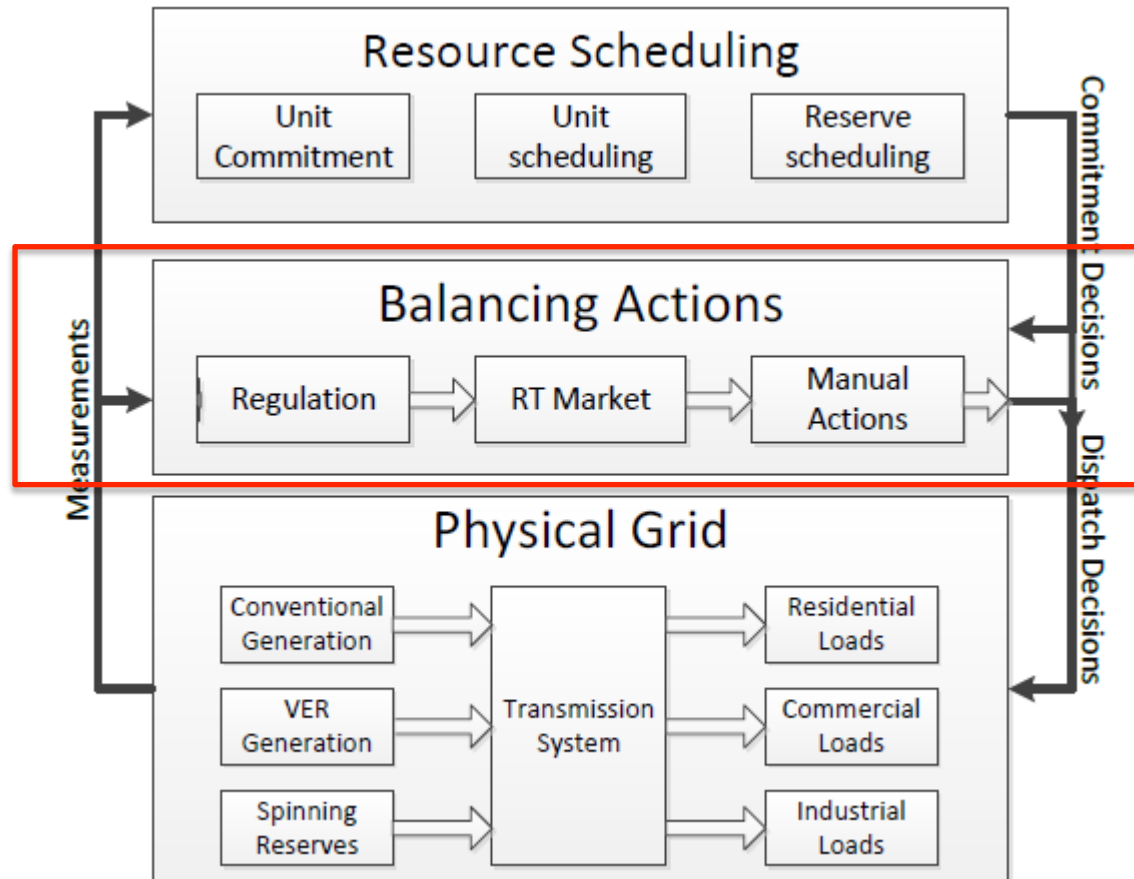 Resource Scheduling
Unit
Commitment
Unit
scheduling
Reserve
scheduling
Commitment Decisions
Balancing Actions
Regulation
RT Market
Manual
Actions
Measurements
Dispatch Decisions
Physical Grid
Conventional
Generation
VER
Generation
Spinning
Reserves
Transmission
System
Residential
Loads
Commercial
Loads
Industrial
Loads